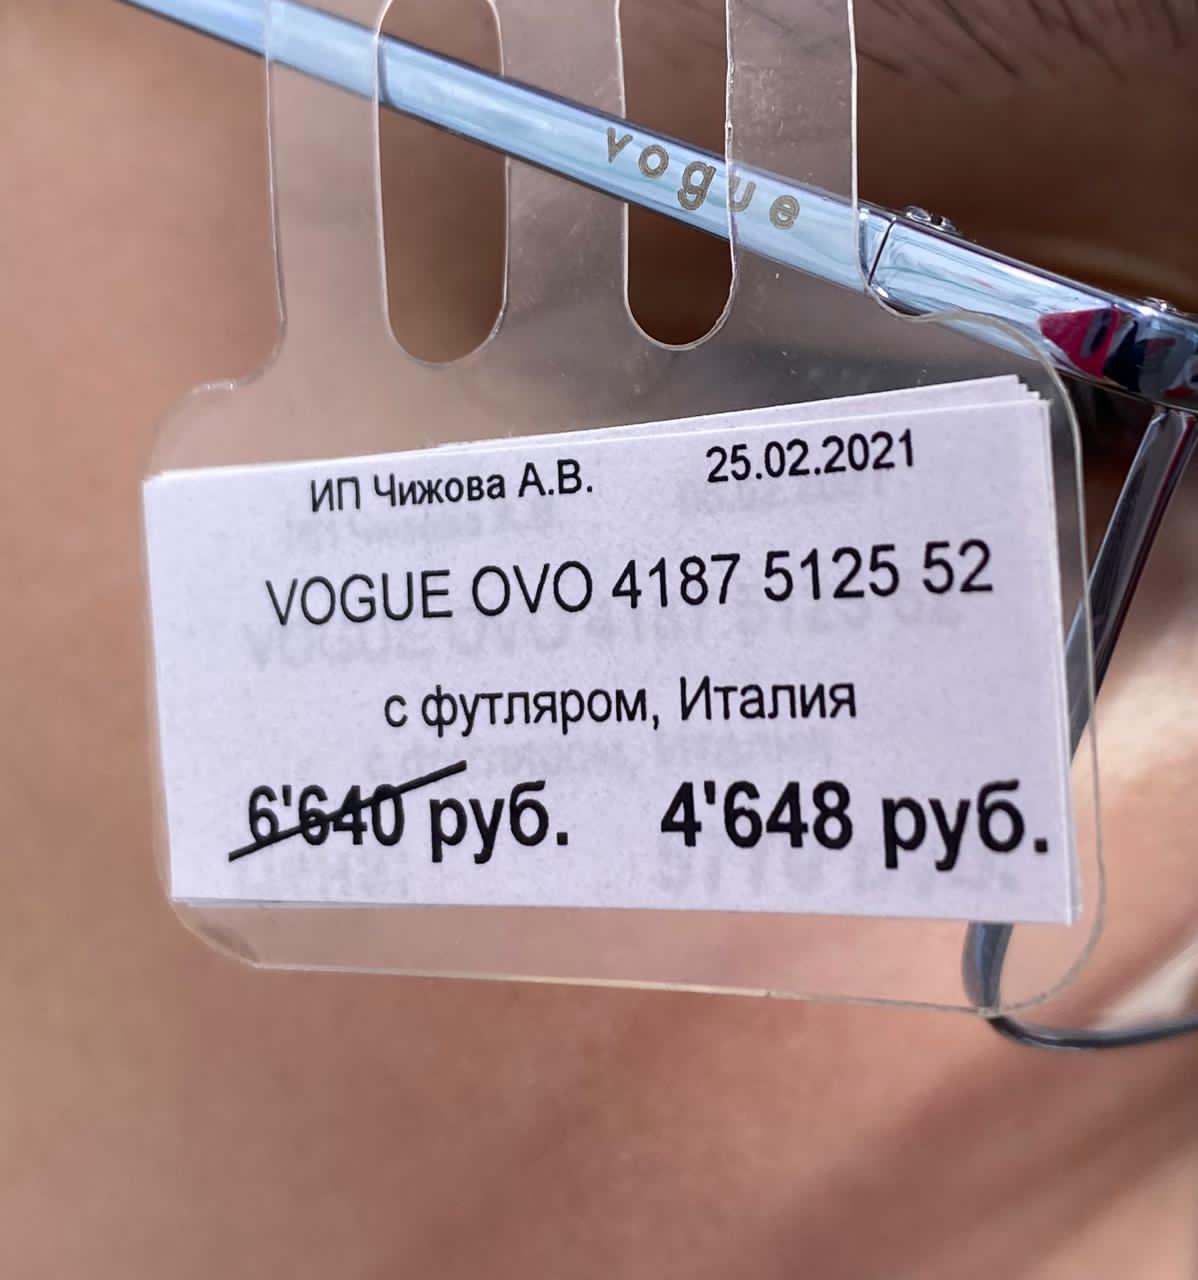 vogue
ИП Чижова А.В. 25.02.2021
VOGUE OVO 4187 5125 52
с футляром, Италия
6'640 руб. 4'648 руб.